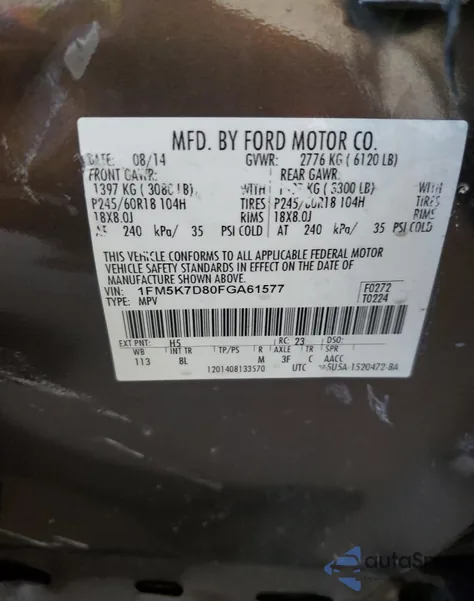 MFD. BY FORD MOTOR CO.
DATE: 08/14 GVWR: 2776 KG ( 6120 LB)
FRONT GAWR: REAR GAWR:
1397 KG ( 3080 LB) WITH KG ( 3300 LB) WITH
P245/60R18 104H TIRES P245/60R18 104H TIRES
18X8.0J RIMS 18X8.0J RIMS
AT 240 kPa/ 35 PSI COLD AT 240 kPa/ 35 PSI COLD
THIS VEHICLE CONFORMS TO ALL APPLICABLE FEDERAL MOTOR
VEHICLE SAFETY STANDARDS IN EFFECT ON THE DATE OF
MANUFACTURE SHOWN ABOVE.
VIN: 1FM5K7D80FGA61577 F0272
TYPE: MPV T0224
EXT PNT: H5 RC: 23 DSO:
WB INT TR TP/PS R AXLE TR SPR
113 8L M 3F C AACC
1201408133570 UTC 5U5A-1520472-BA
autoS